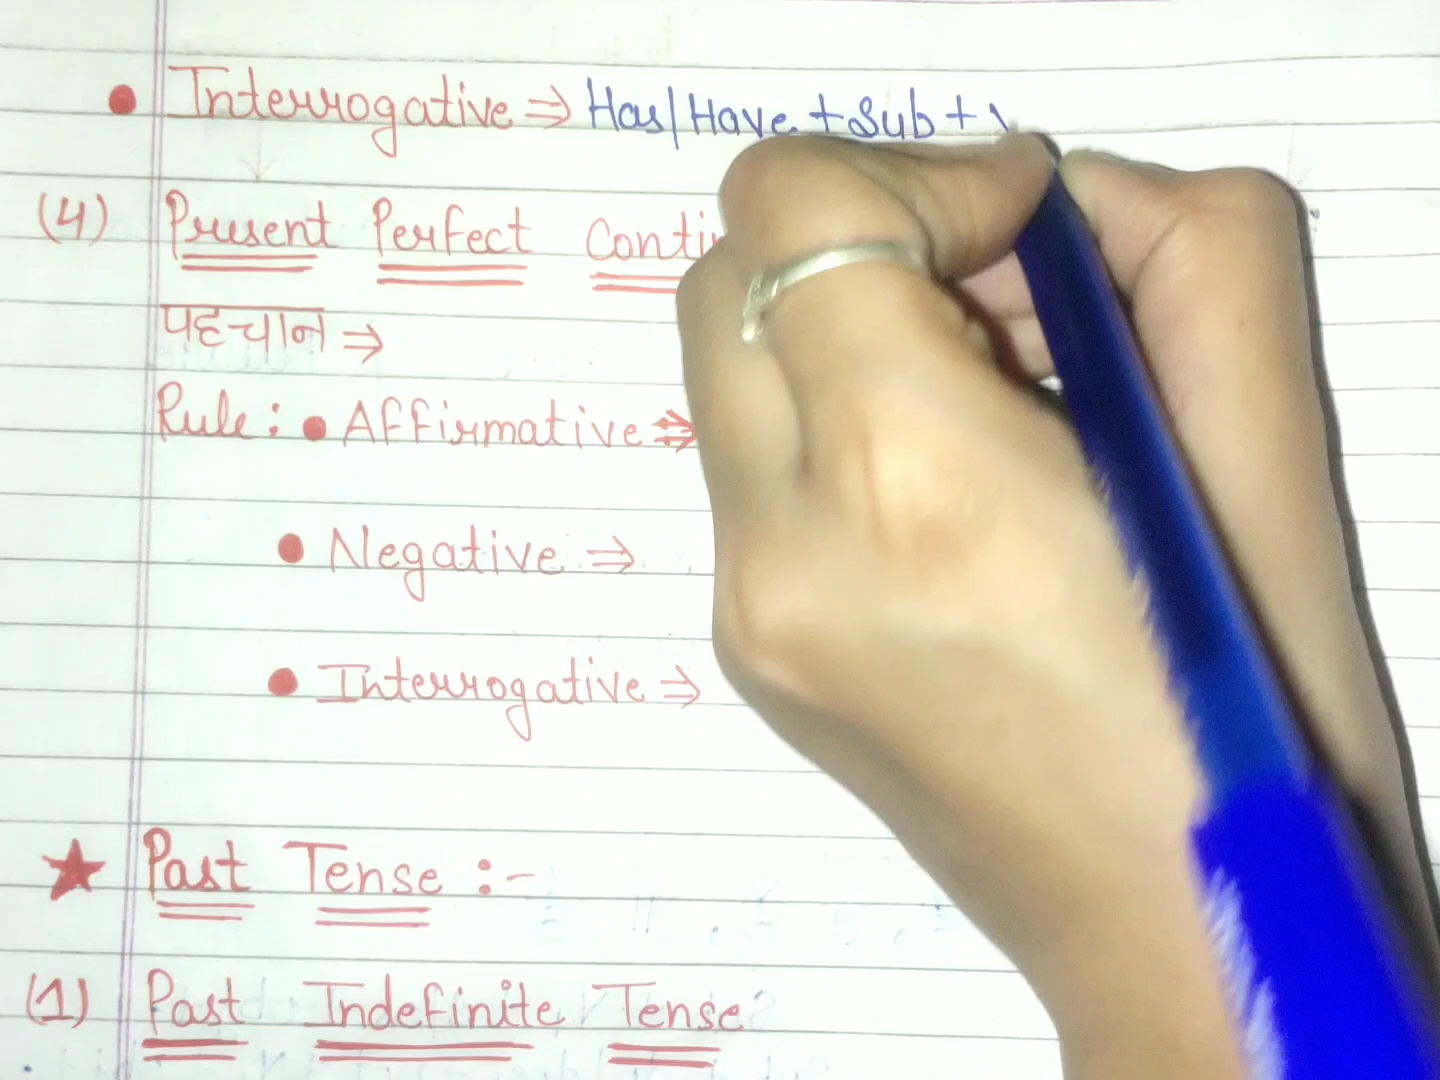 • Interrogative ⇒ Has/Have + Sub +
(4) Present Perfect
पहचान ⇒
Rule: • Affirmative ⇒
• Negative ⇒
• Interrogative ⇒
★ Past Tense :-
(1) Past Indefinite Tense